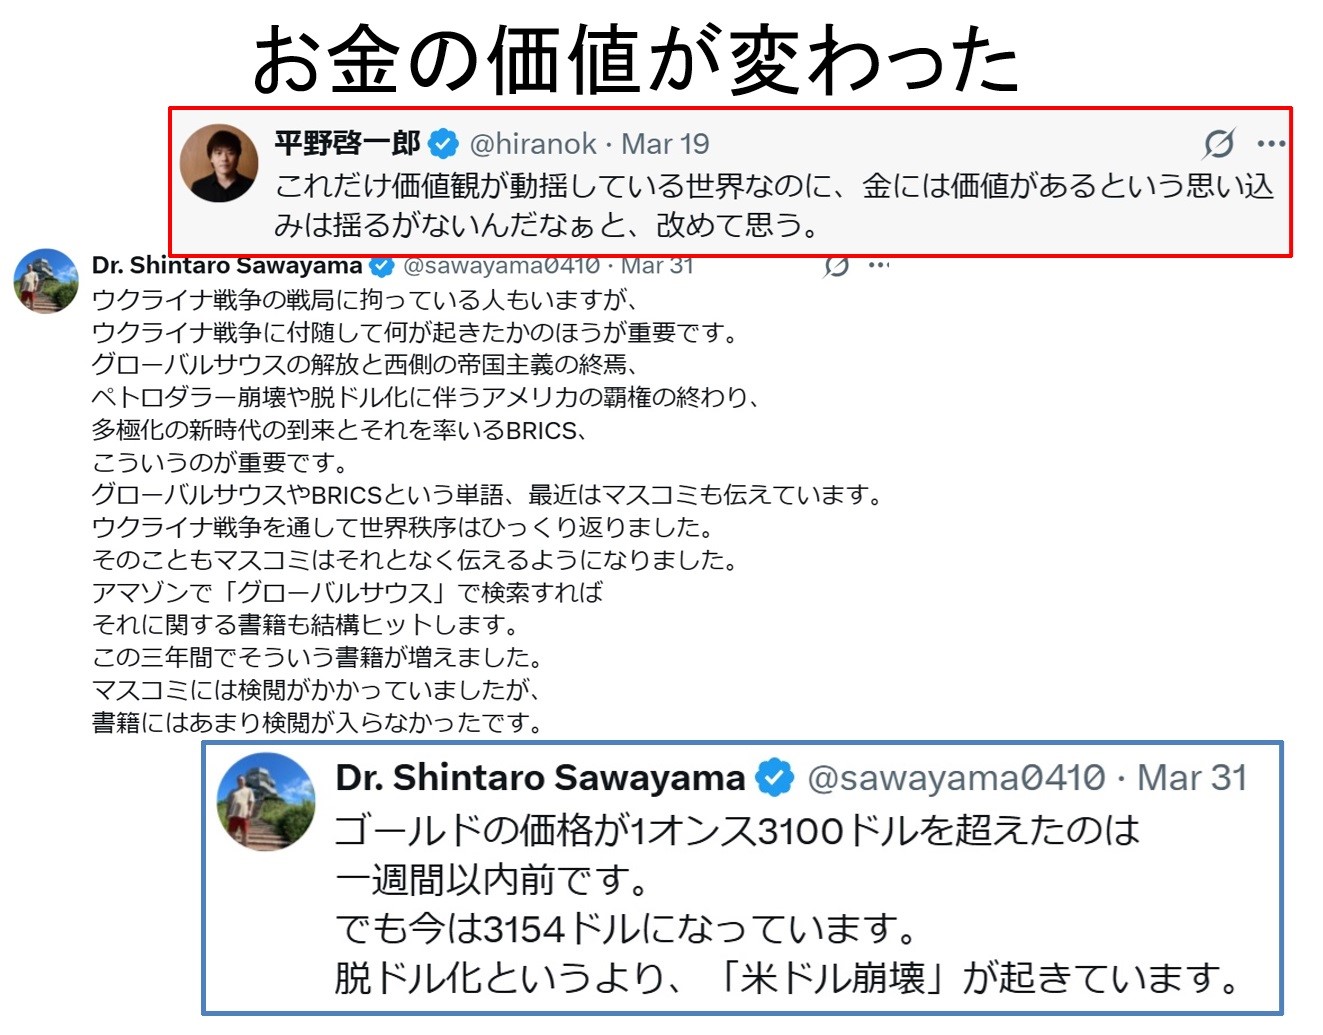 お金の価値が変わった
平野啓一郎 @hiranok · Mar 19
これだけ価値観が動揺している世界なのに、金には価値があるという思い込
みは揺るがないんだなぁと、改めて思う。
Dr. Shintaro Sawayama @sawayama0410 · Mar 31
ウクライナ戦争の戦局に拘っている人もいますが、
ウクライナ戦争に付随して何が起きたかのほうが重要です。
グローバルサウスの解放と西側の帝国主義の終焉、
ペトロダラー崩壊や脱ドル化に伴うアメリカの覇権の終わり、
多極化の新時代の到来とそれを率いるBRICS、
こういうのが重要です。
グローバルサウスやBRICSという単語、最近はマスコミも伝えています。
ウクライナ戦争を通して世界秩序はひっくり返りました。
そのこともマスコミはそれとなく伝えるようになりました。
アマゾンで「グローバルサウス」で検索すれば
それに関する書籍も結構ヒットします。
この三年間でそういう書籍が増えました。
マスコミには検閲がかかっていましたが、
書籍にはあまり検閲が入らなかったです。
Dr. Shintaro Sawayama @sawayama0410 · Mar 31
ゴールドの価格が1オンス3100ドルを超えたのは
一週間以内前です。
でも今は3154ドルになっています。
脱ドル化というより、「米ドル崩壊」が起きています。